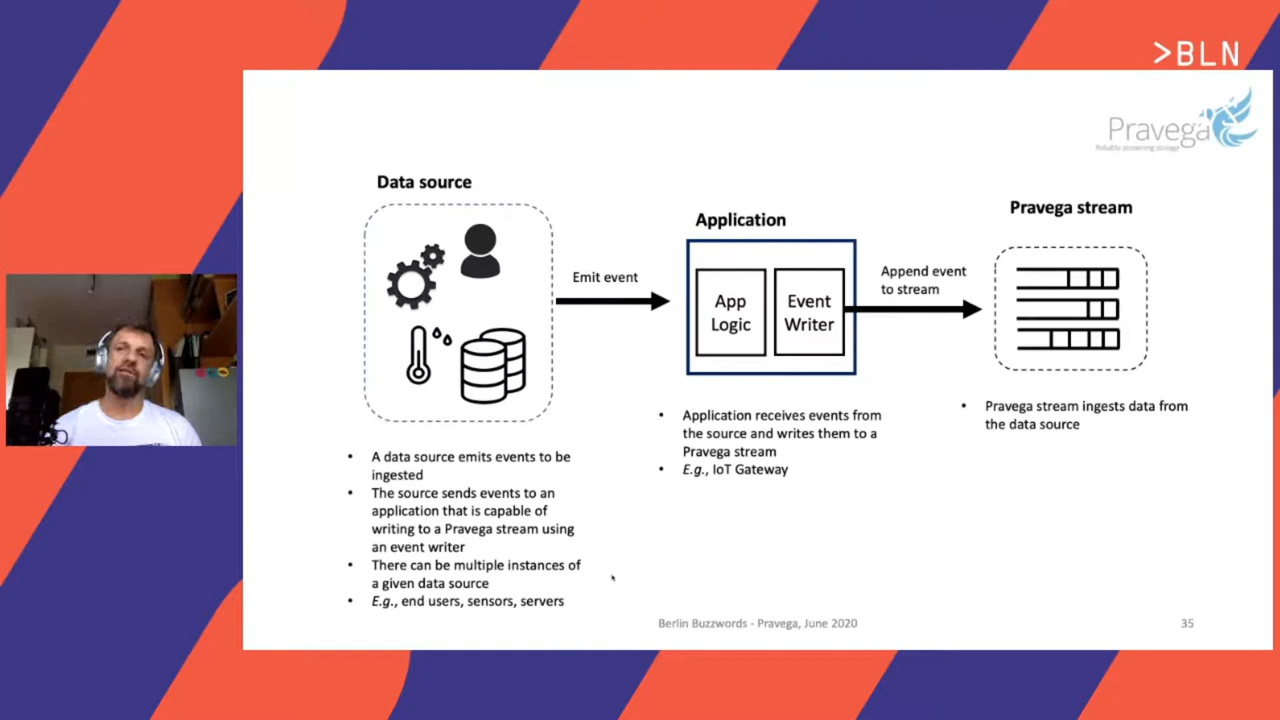 >BLN
Pravega
Reliable streaming storage
Data source
Emit event
Application
App
Logic
Event
Writer
Append event
to stream
Pravega stream
• A data source emits events to be
ingested
• The source sends events to an
application that is capable of
writing to a Pravega stream using
an event writer
• There can be multiple instances of
a given data source
• E.g., end users, sensors, servers
• Application receives events from
the source and writes them to a
Pravega stream
• E.g., IoT Gateway
• Pravega stream ingests data from
the data source
Berlin Buzzwords - Pravega, June 2020
35